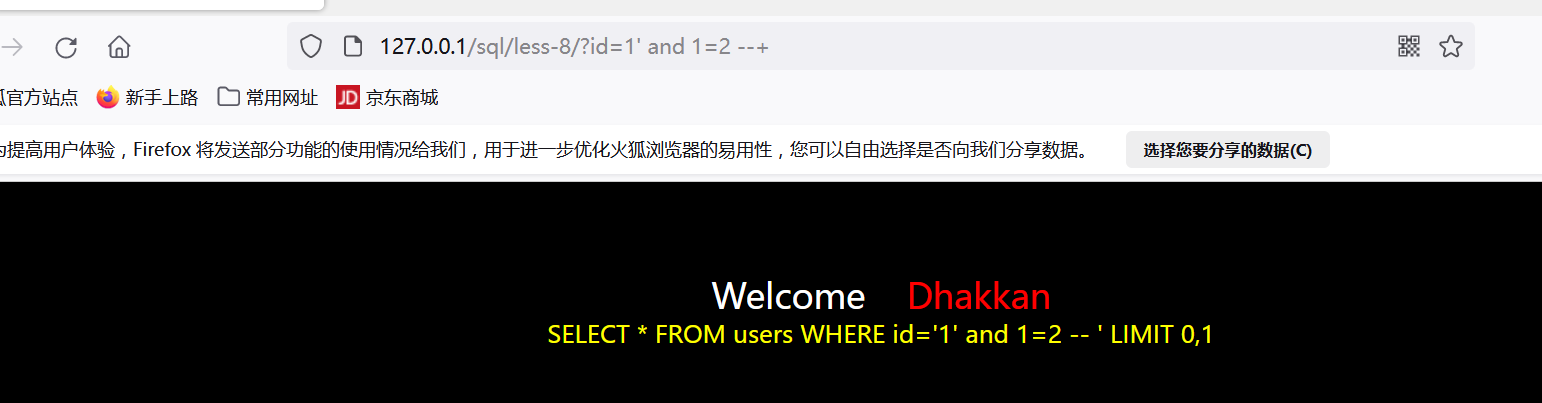 127.0.0.1/sql/less-8/?id=1' and 1=2 --+
官方站点 新手上路 常用网址 JD 京东商城
提高用户体验，Firefox 将发送部分功能的使用情况给我们，用于进一步优化火狐浏览器的易用性，您可以自由选择是否向我们分享数据。 选择您要分享的数据(C)
Welcome Dhakkan
SELECT * FROM users WHERE id='1' and 1=2 -- ' LIMIT 0,1